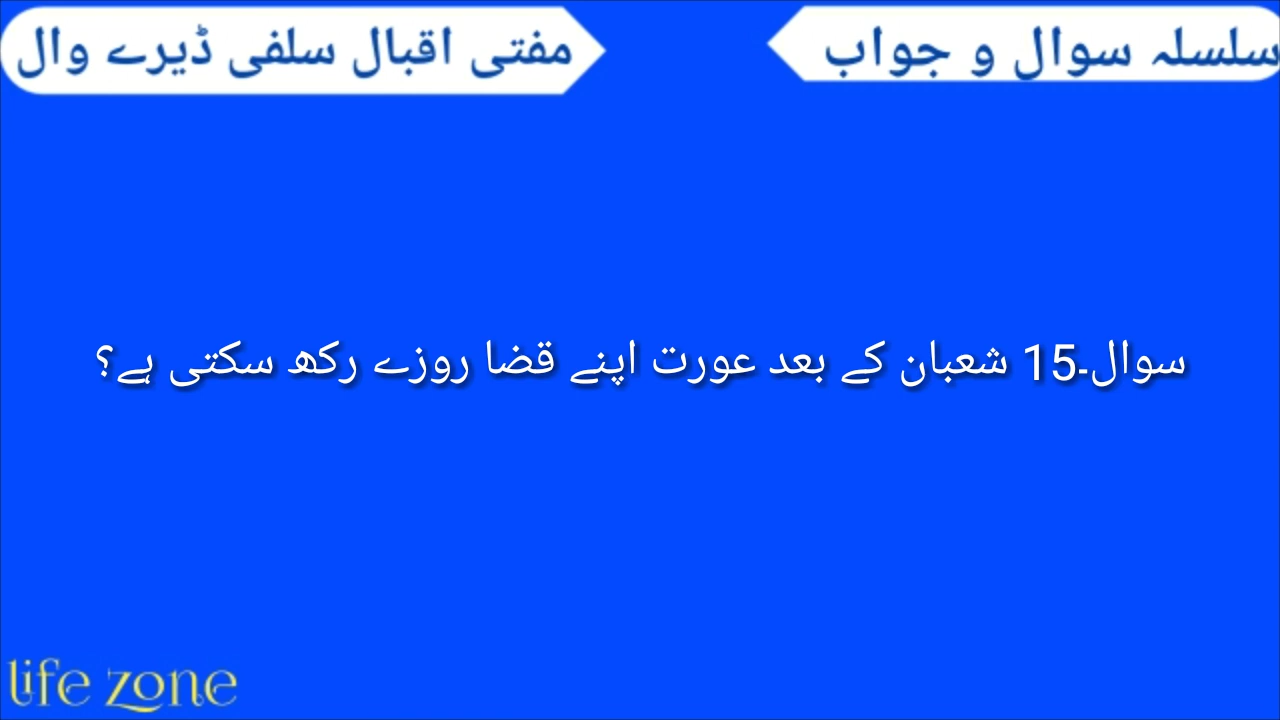 سلسلہ سوال و جواب
مفتی اقبال سلفی ڈیرے وال
سوال۔15 شعبان کے بعد عورت اپنے قضا روزے رکھ سکتی ہے؟
life zone